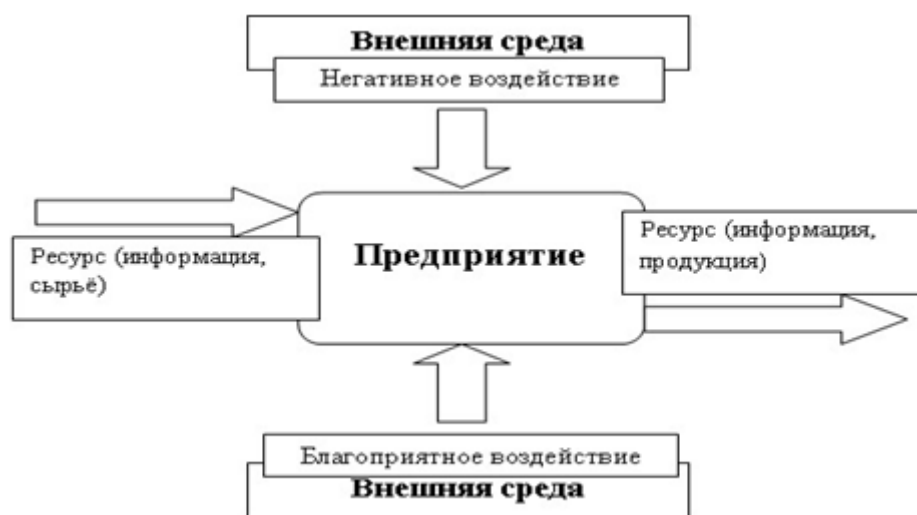 Внешняя среда
Негативное воздействие
Ресурс (информация,
сырьё)
Предприятие
Ресурс (информация,
продукция)
Благоприятное воздействие
Внешняя среда